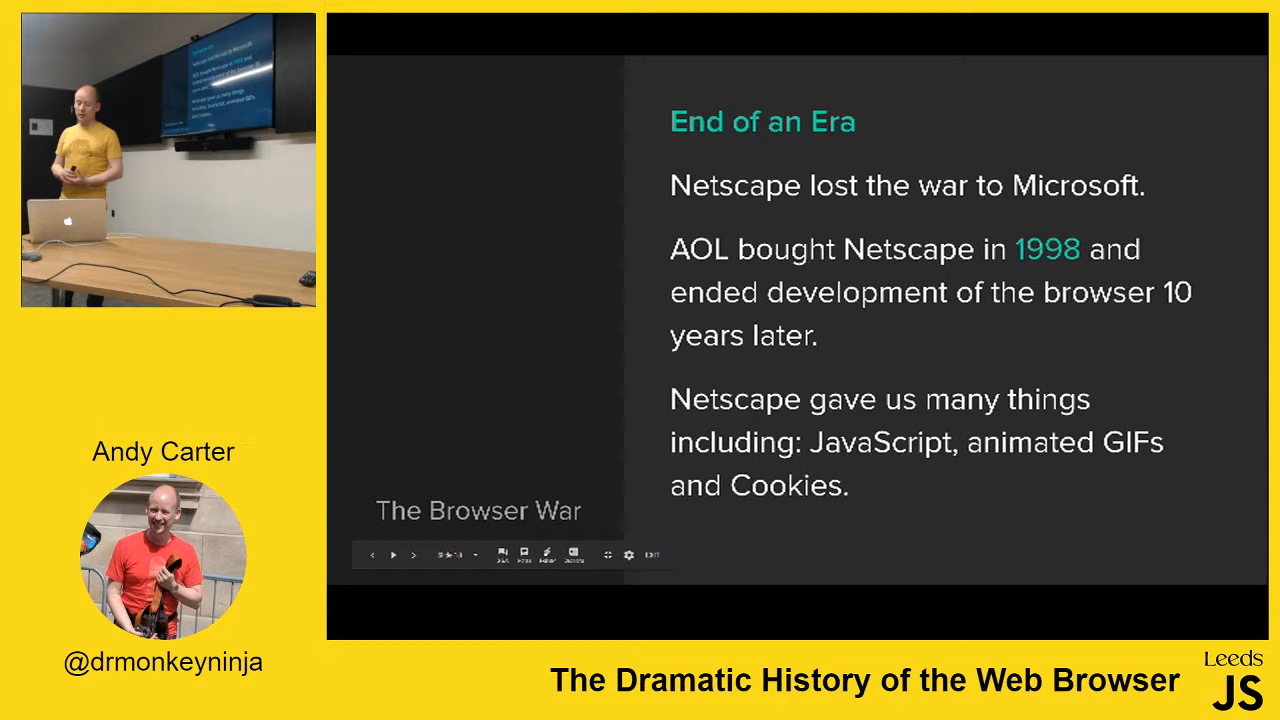 End of an Era
Netscape lost the war to Microsoft.
AOL bought Netscape in 1998 and
ended development of the browser 10
years later.
Netscape gave us many things
including: JavaScript, animated GIFs
and Cookies.
The Browser War
Andy Carter
@drmonkeyninja
The Dramatic History of the Web Browser
Leeds
JS